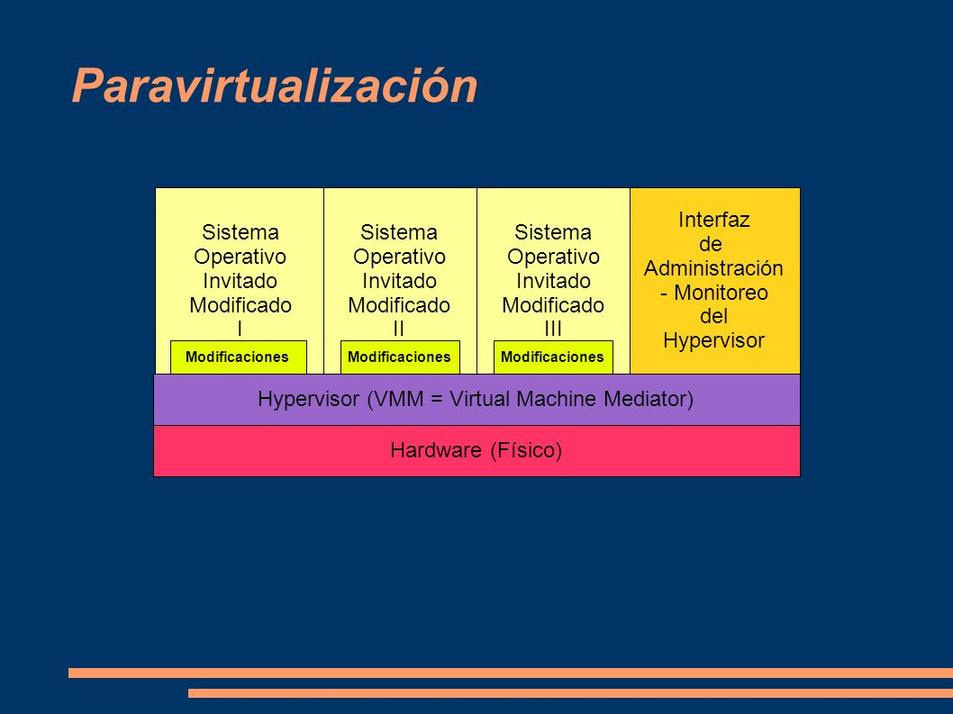 Paravirtualización
Sistema
Operativo
Invitado
Modificado
I
Modificaciones
Sistema
Operativo
Invitado
Modificado
II
Modificaciones
Sistema
Operativo
Invitado
Modificado
III
Modificaciones
Interfaz
de
Administración
- Monitoreo
del
Hypervisor
Hypervisor (VMM = Virtual Machine Mediator)
Hardware (Físico)